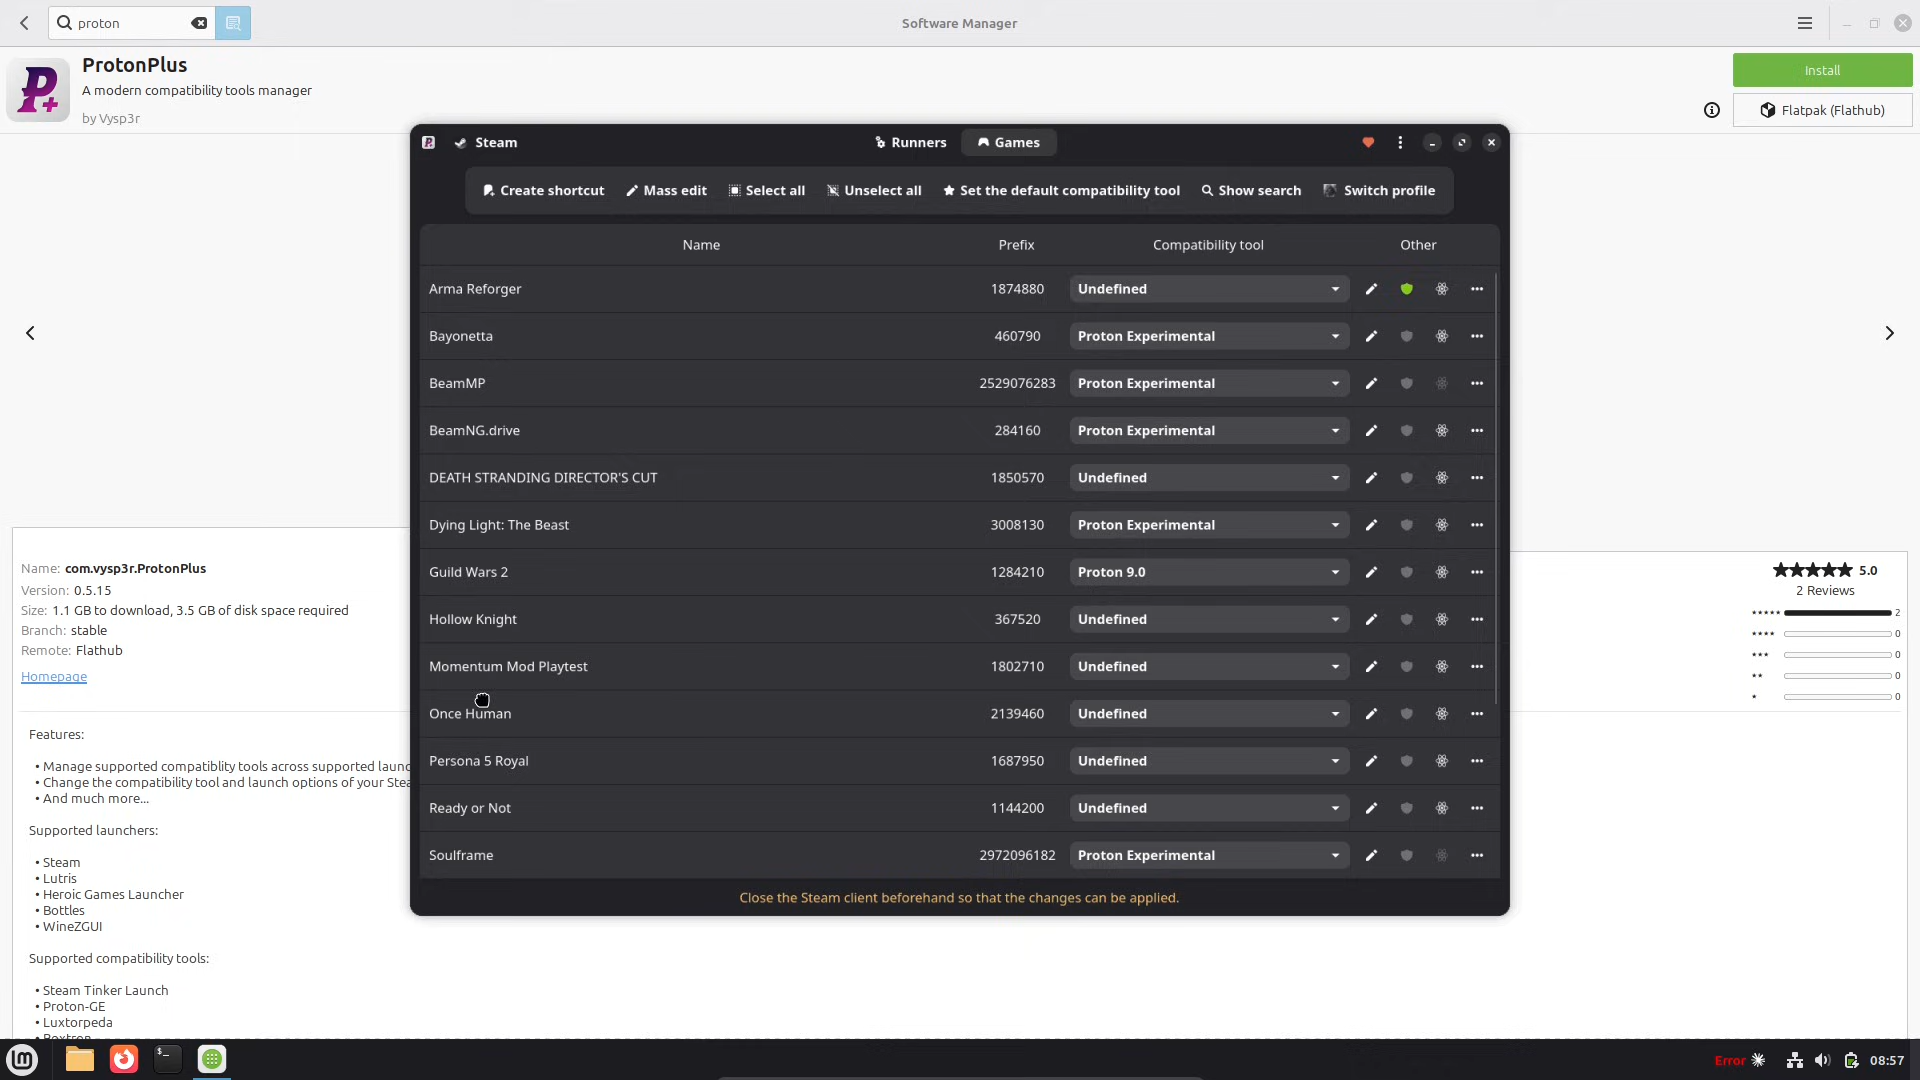 proton
Software Manager
ProtonPlus
A modern compatibility tools manager
by Vysp3r
Install
Flatpak (Flathub)
Steam
Runners
Games
Create shortcut
Mass edit
Select all
Unselect all
Set the default compatibility tool
Show search
Switch profile
Name Prefix Compatibility tool Other
Arma Reforger 1874880 Undefined
Bayonetta 460790 Proton Experimental
BeamMP 2529076283 Proton Experimental
BeamNG.drive 284160 Proton Experimental
DEATH STRANDING DIRECTOR'S CUT 1850570 Undefined
Dying Light: The Beast 3008130 Proton Experimental
Guild Wars 2 1284210 Proton 9.0
Hollow Knight 367520 Undefined
Momentum Mod Playtest 1802710 Undefined
Once Human 2139460 Undefined
Persona 5 Royal 1687950 Undefined
Ready or Not 1144200 Undefined
Soulframe 2972096182 Proton Experimental
Close the Steam client beforehand so that the changes can be applied.
Name: com.vysp3r.ProtonPlus
Version: 0.5.15
Size: 1.1 GB to download, 3.5 GB of disk space required
Branch: stable
Remote: Flathub
Homepage
5.0
2 Reviews
★★★★★ 2
★★★★ 0
★★★ 0
★★ 0
★ 0
Features:
• Manage supported compatiblity tools across supported laun
• Change the compatibility tool and launch options of your Stea
• And much more...
Supported launchers:
• Steam
• Lutris
• Heroic Games Launcher
• Bottles
• WineZGUI
Supported compatibility tools:
• Steam Tinker Launch
• Proton-GE
• Luxtorpeda
Error
08:57